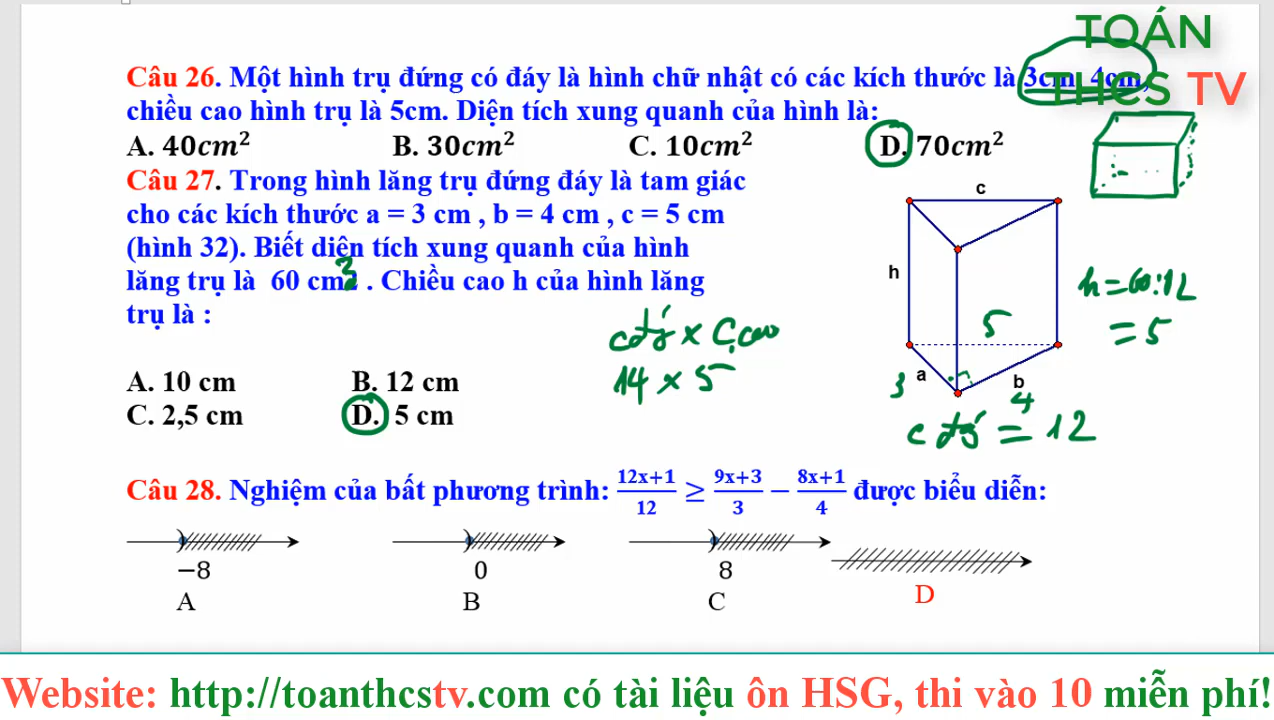 TOÁN
THCS TV
Câu 26. Một hình trụ đứng có đáy là hình chữ nhật có các kích thước là 3cm, 4cm,
chiều cao hình trụ là 5cm. Diện tích xung quanh của hình là:
A. 40cm² B. 30cm² C. 10cm² D. 70cm²
Câu 27. Trong hình lăng trụ đứng đáy là tam giác
cho các kích thước a = 3 cm , b = 4 cm , c = 5 cm
(hình 32). Biết diện tích xung quanh của hình
lăng trụ là 60 cm2 . Chiều cao h của hình lăng
trụ là :
A. 10 cm B. 12 cm
C. 2,5 cm D. 5 cm
c đáy x C.cao
14 x 5
c
h
5
a
b
3
4
c đáy = 12
h = 60:12
= 5
Câu 28. Nghiệm của bất phương trình: (12x+1)/12 ≥ (9x+3)/3 − (8x+1)/4 được biểu diễn:
−8 0 8
A B C D
Website: http://toanthcstv.com có tài liệu ôn HSG, thi vào 10 miễn phí!